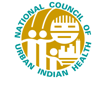 NATIONAL COUNCIL OF
URBAN INDIAN HEALTH